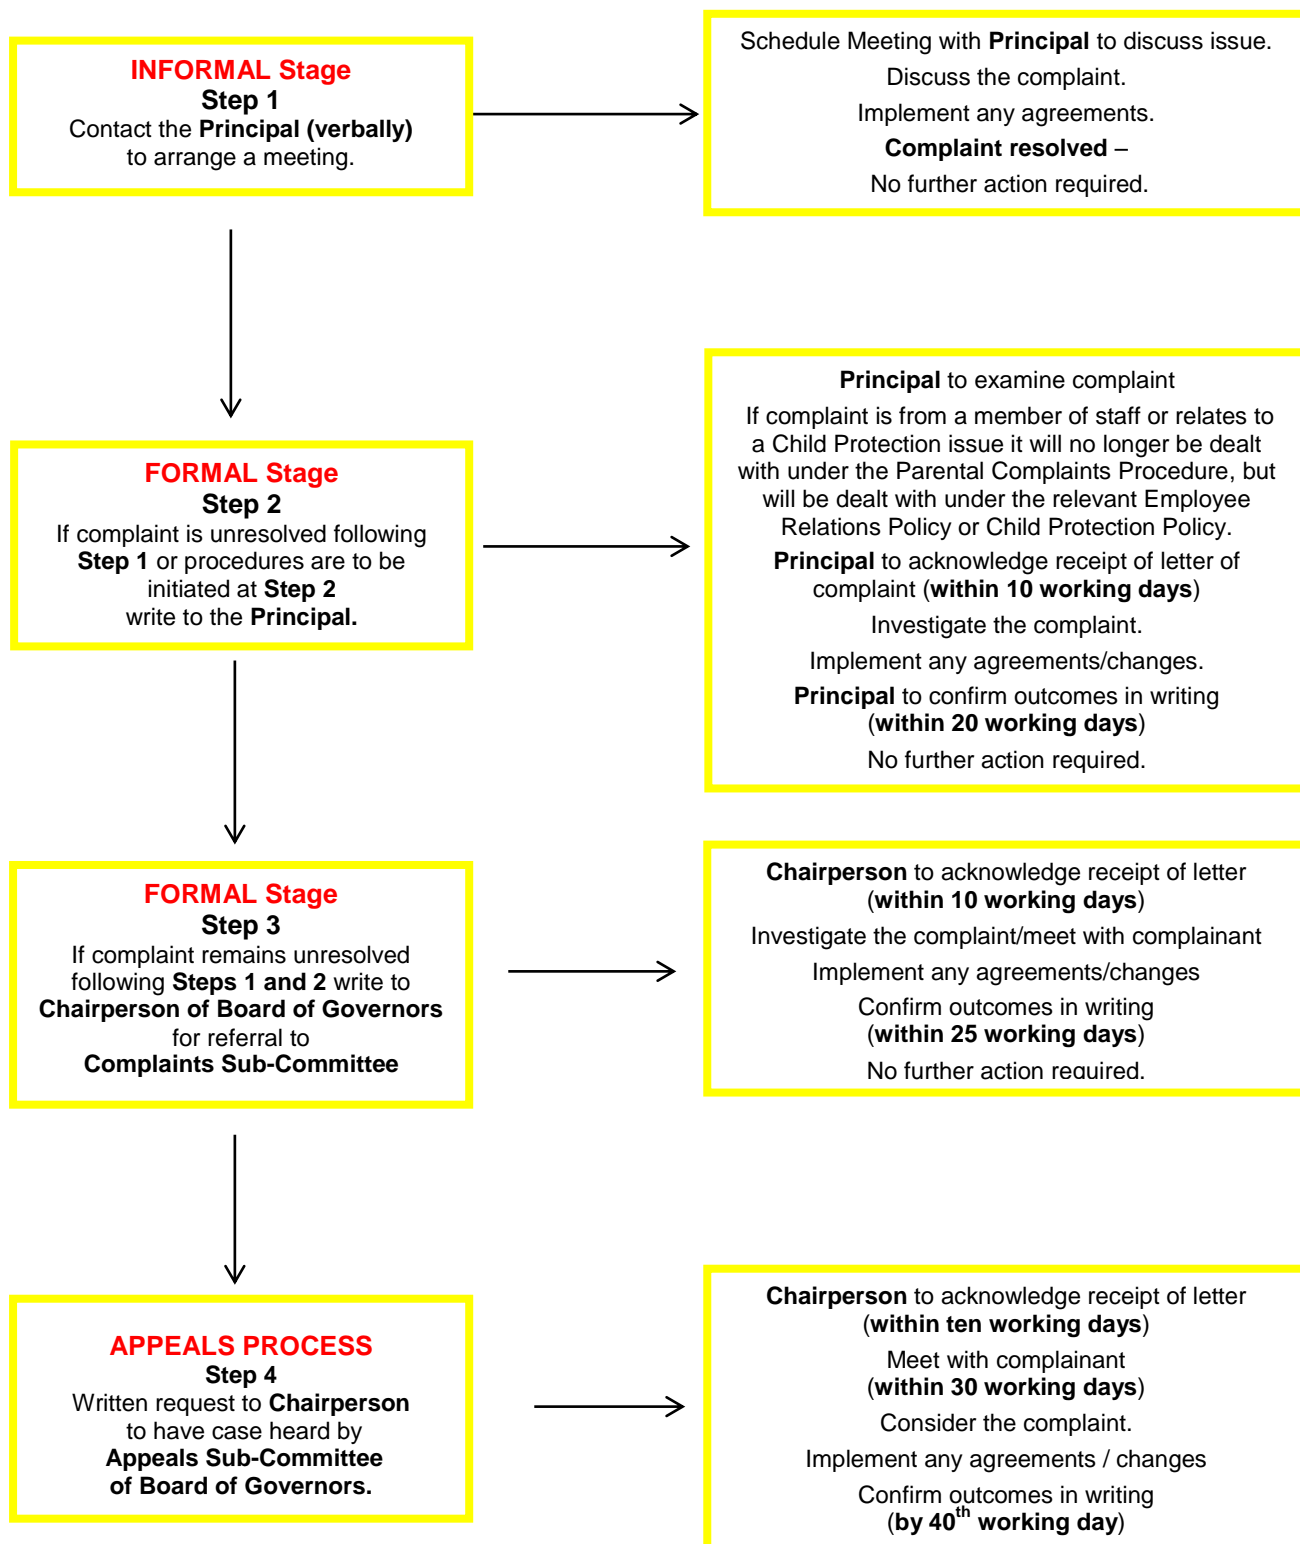 INFORMAL Stage
Step 1
Contact the Principal (verbally)
to arrange a meeting.
Schedule Meeting with Principal to discuss issue.
Discuss the complaint.
Implement any agreements.
Complaint resolved –
No further action required.
FORMAL Stage
Step 2
If complaint is unresolved following
Step 1 or procedures are to be
initiated at Step 2
write to the Principal.
Principal to examine complaint
If complaint is from a member of staff or relates to
a Child Protection issue it will no longer be dealt
with under the Parental Complaints Procedure, but
will be dealt with under the relevant Employee
Relations Policy or Child Protection Policy.
Principal to acknowledge receipt of letter of
complaint (within 10 working days)
Investigate the complaint.
Implement any agreements/changes.
Principal to confirm outcomes in writing
(within 20 working days)
No further action required.
FORMAL Stage
Step 3
If complaint remains unresolved
following Steps 1 and 2 write to
Chairperson of Board of Governors
for referral to
Complaints Sub-Committee
Chairperson to acknowledge receipt of letter
(within 10 working days)
Investigate the complaint/meet with complainant
Implement any agreements/changes
Confirm outcomes in writing
(within 25 working days)
No further action required.
APPEALS PROCESS
Step 4
Written request to Chairperson
to have case heard by
Appeals Sub-Committee
of Board of Governors.
Chairperson to acknowledge receipt of letter
(within ten working days)
Meet with complainant
(within 30 working days)
Consider the complaint.
Implement any agreements / changes
Confirm outcomes in writing
(by 40th working day)